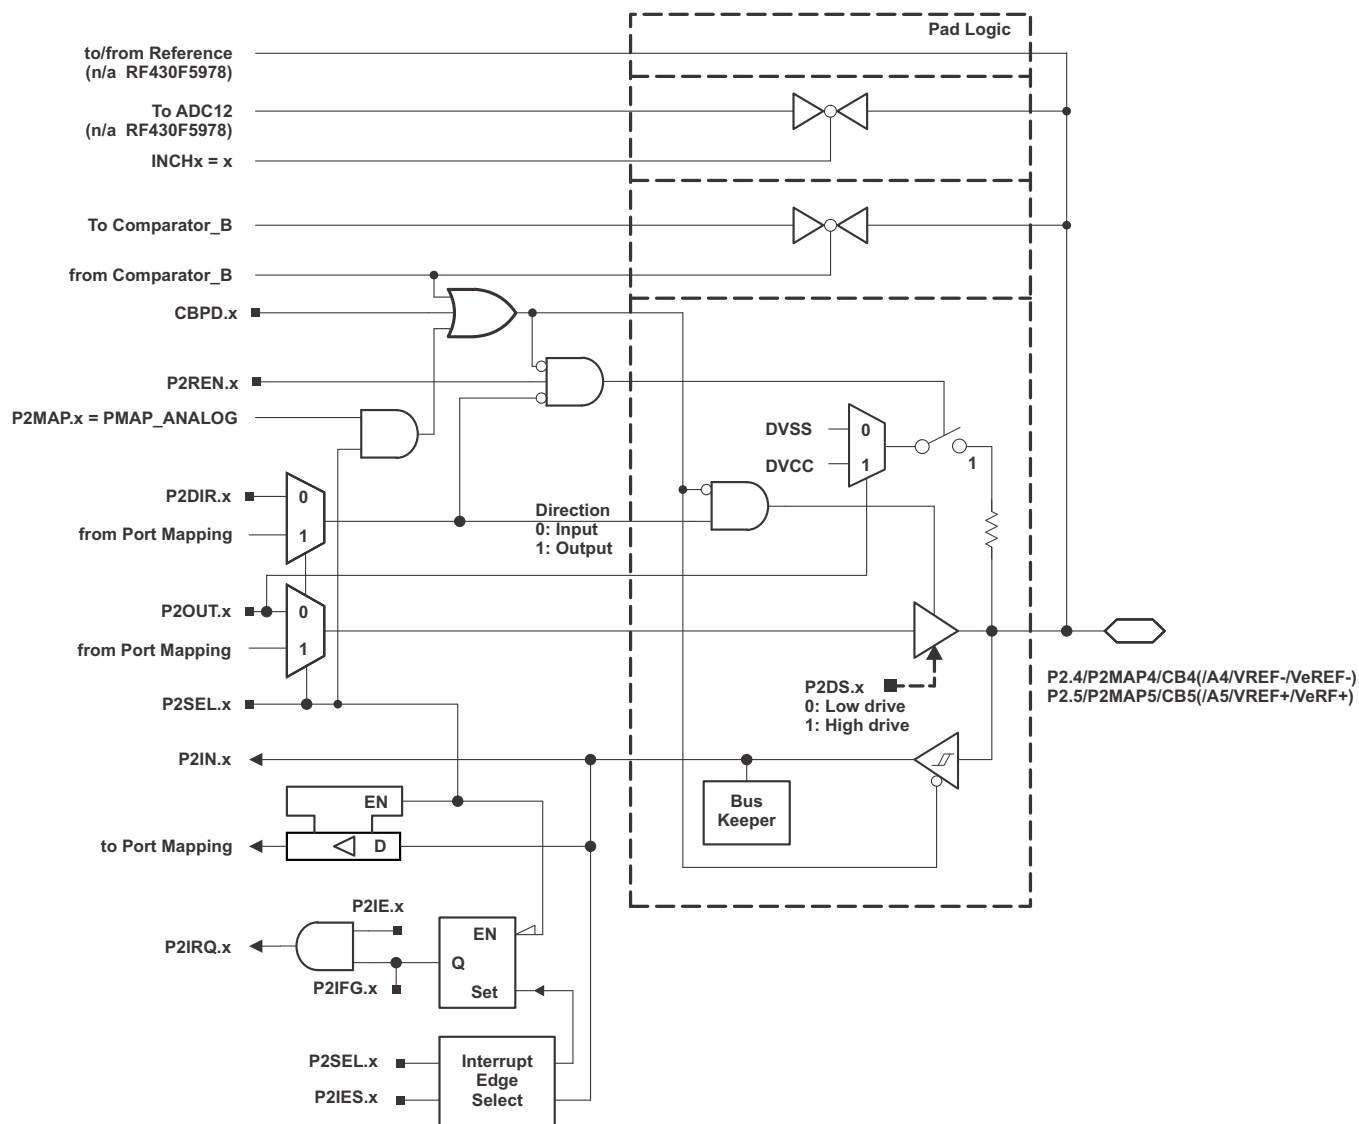 Pad Logic
to/from Reference
(n/a RF430F5978)
To ADC12
(n/a RF430F5978)
INCHx = x
To Comparator_B
from Comparator_B
CBPD.x
P2REN.x
P2MAP.x = PMAP_ANALOG
DVSS
0
DVCC
1
1
P2DIR.x
0
from Port Mapping
1
Direction
0: Input
1: Output
P2OUT.x
0
from Port Mapping
1
P2SEL.x
P2DS.x
0: Low drive
1: High drive
P2.4/P2MAP4/CB4(/A4/VREF-/VeREF-)
P2.5/P2MAP5/CB5(/A5/VREF+/VeRF+)
P2IN.x
EN
Bus
Keeper
to Port Mapping
D
P2IE.x
P2IRQ.x
EN
Q
P2IFG.x
Set
P2SEL.x
P2IES.x
Interrupt
Edge
Select